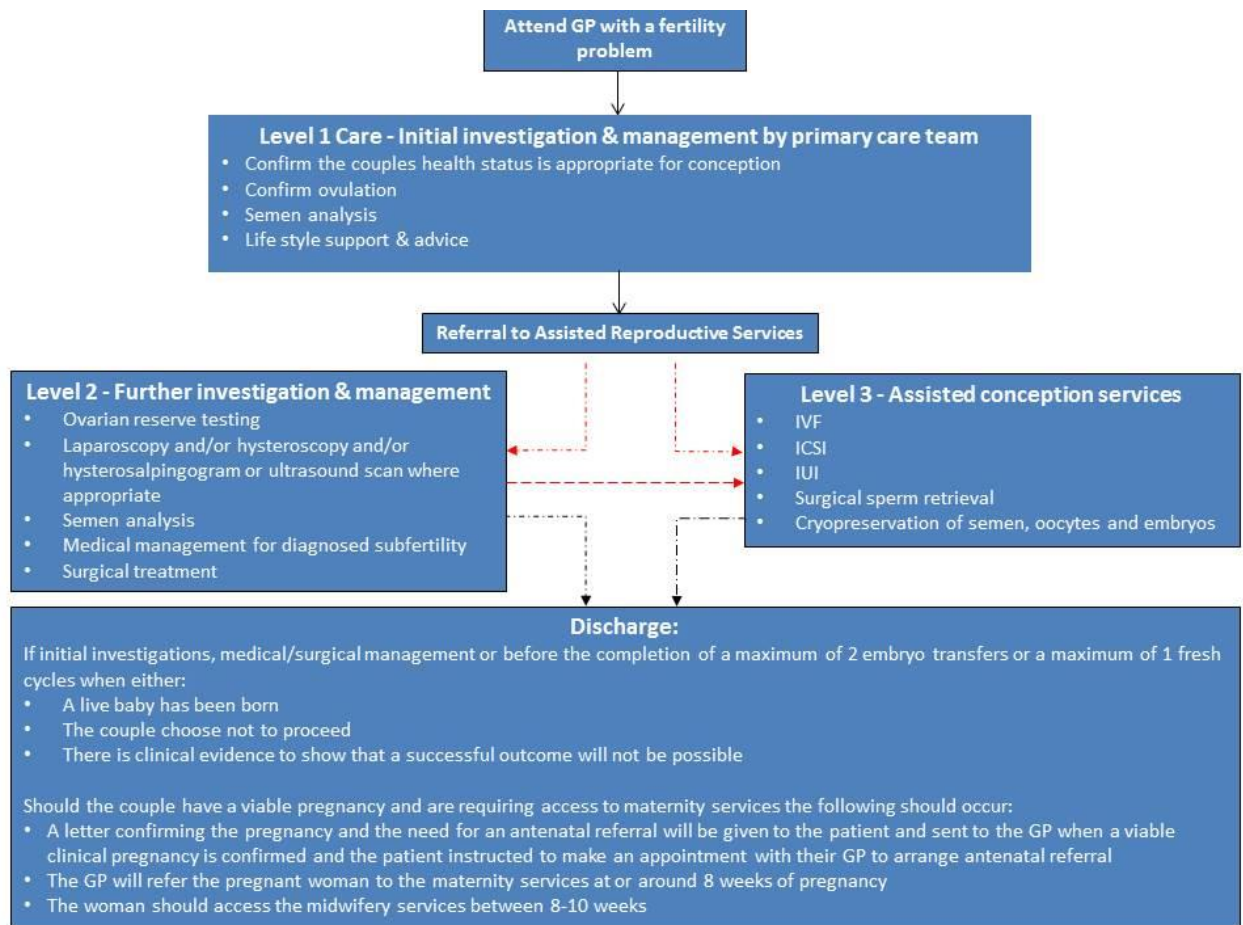 Attend GP with a fertility
problem
Level 1 Care - Initial investigation & management by primary care team
• Confirm the couples health status is appropriate for conception
• Confirm ovulation
• Semen analysis
• Life style support & advice
Referral to Assisted Reproductive Services
Level 2 - Further investigation & management
• Ovarian reserve testing
• Laparoscopy and/or hysteroscopy and/or
hysterosalpingogram or ultrasound scan where
appropriate
• Semen analysis
• Medical management for diagnosed subfertility
• Surgical treatment
Level 3 - Assisted conception services
• IVF
• ICSI
• IUI
• Surgical sperm retrieval
• Cryopreservation of semen, oocytes and embryos
Discharge:
If initial investigations, medical/surgical management or before the completion of a maximum of 2 embryo transfers or a maximum of 1 fresh
cycles when either:
• A live baby has been born
• The couple choose not to proceed
• There is clinical evidence to show that a successful outcome will not be possible
Should the couple have a viable pregnancy and are requiring access to maternity services the following should occur:
• A letter confirming the pregnancy and the need for an antenatal referral will be given to the patient and sent to the GP when a viable
clinical pregnancy is confirmed and the patient instructed to make an appointment with their GP to arrange antenatal referral
• The GP will refer the pregnant woman to the maternity services at or around 8 weeks of pregnancy
• The woman should access the midwifery services between 8-10 weeks